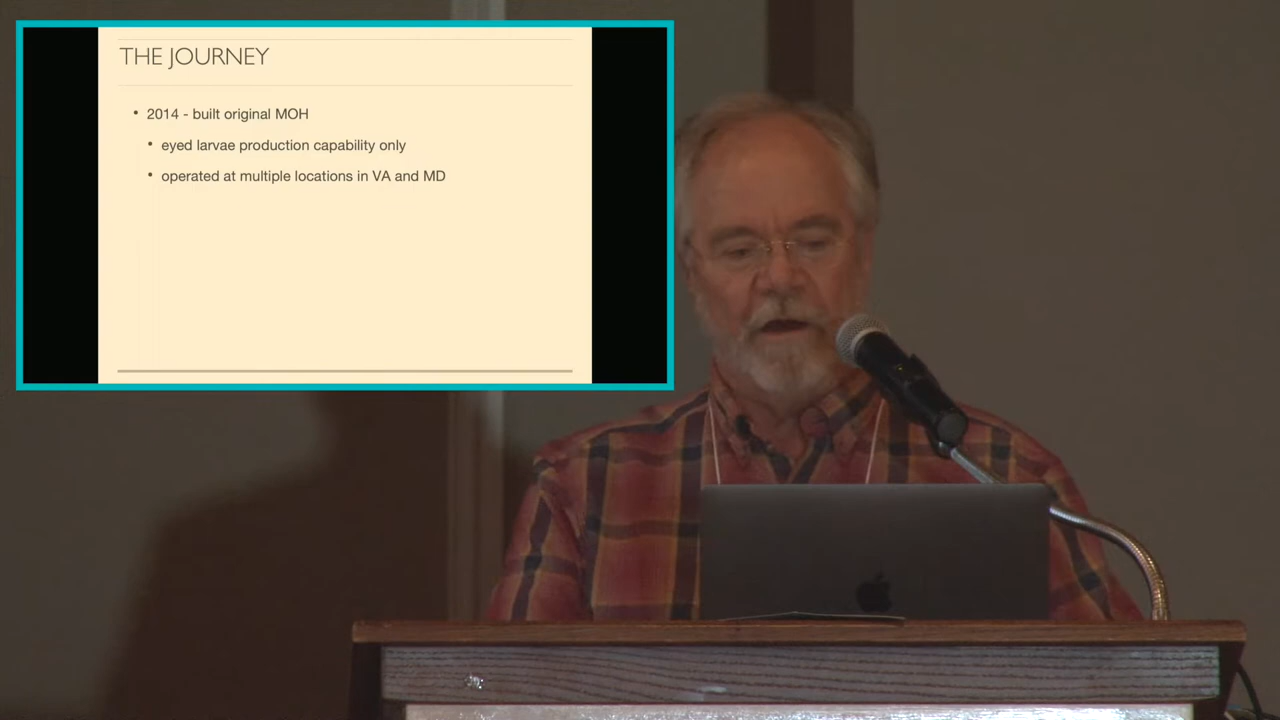 THE JOURNEY
• 2014 - built original MOH
• eyed larvae production capability only
• operated at multiple locations in VA and MD